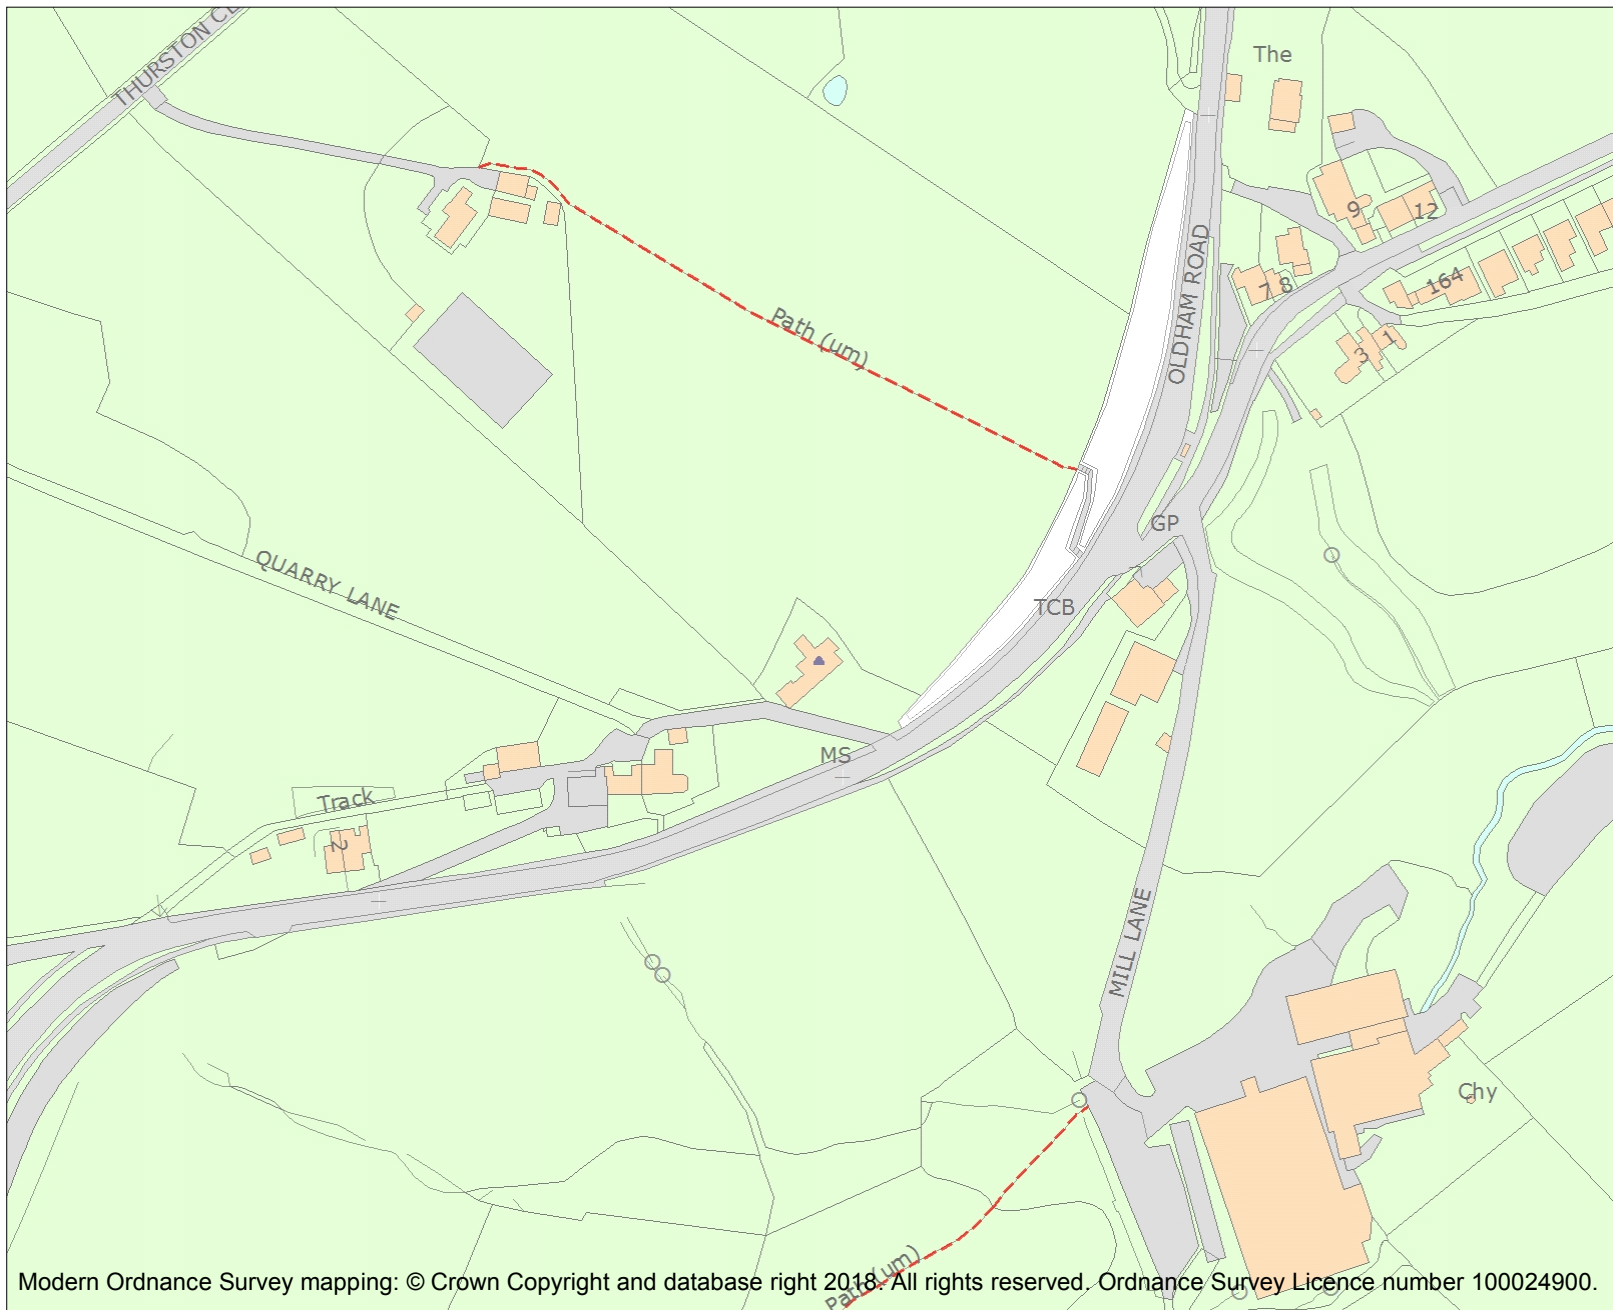 THURSTON CL
The
9
12
OLDHAM ROAD
7 8
164
3
1
Path (um)
GP
QUARRY LANE
TCB
MS
Track
2
MILL LANE
Chy
Path (um)
Modern Ordnance Survey mapping: © Crown Copyright and database right 2018. All rights reserved. Ordnance Survey Licence number 100024900.